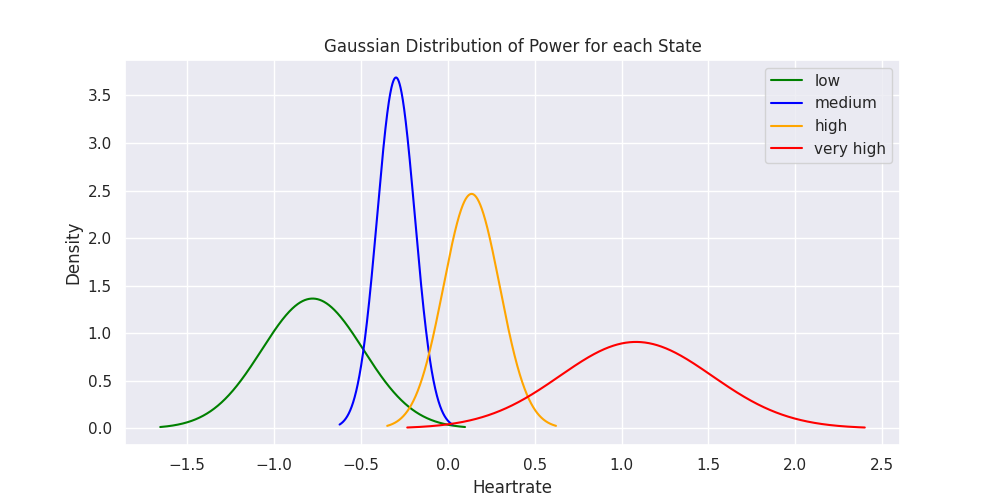 Gaussian Distribution of Power for each State
low
medium
high
very high
Density
3.5
3.0
2.5
2.0
1.5
1.0
0.5
0.0
−1.5
−1.0
−0.5
0.0
0.5
1.0
1.5
2.0
2.5
Heartrate